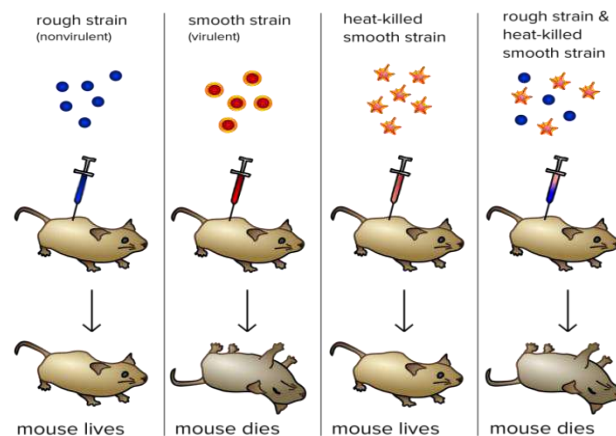 rough strain
(nonvirulent)
smooth strain
(virulent)
heat-killed
smooth strain
rough strain &
heat-killed
smooth strain
mouse lives
mouse dies
mouse lives
mouse dies